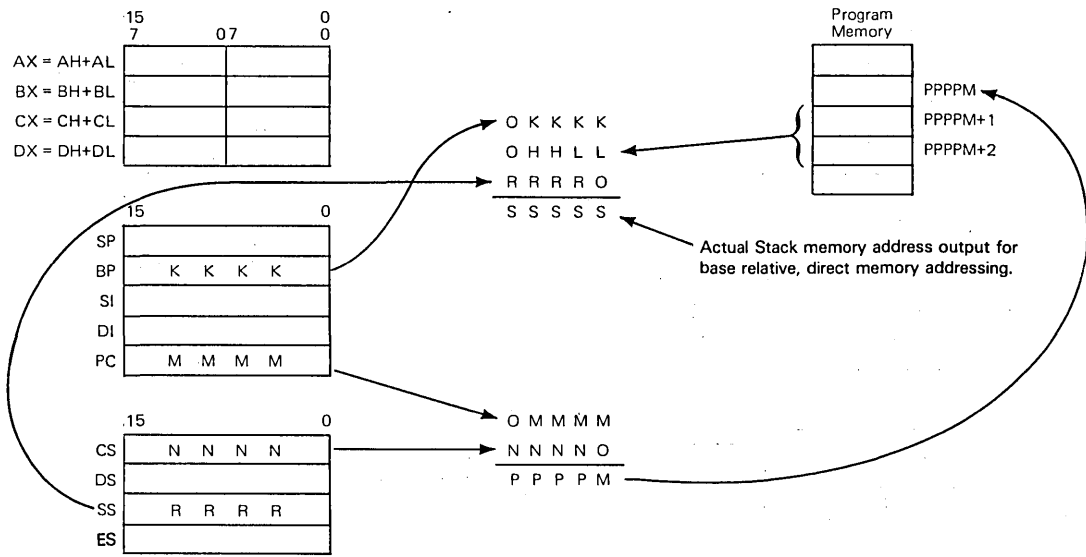 15 0
7 0 7 0
AX = AH+AL
BX = BH+BL
CX = CH+CL
DX = DH+DL
15 0
SP
BP K K K K
SI
DI
PC M M M M
15 0
CS N N N N
DS
SS R R R R
ES
O K K K K
O H H L L
R R R R O
S S S S S
Actual Stack memory address output for
base relative, direct memory addressing.
O M M M M
N N N N O
P P P P M
Program
Memory
PPPPM
PPPPM+1
PPPPM+2